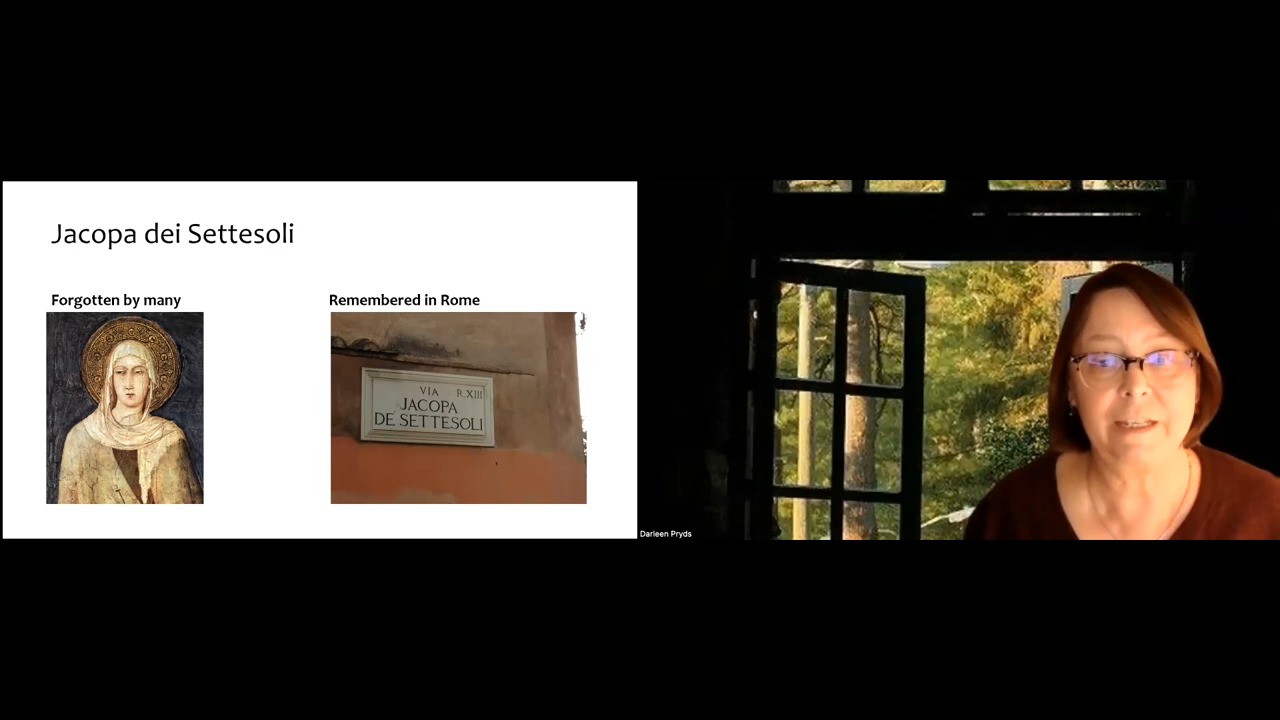 Jacopa dei Settesoli
Forgotten by many
Remembered in Rome
VIA R.XIII
JACOPA
DE SETTESOLI
Darleen Pryds